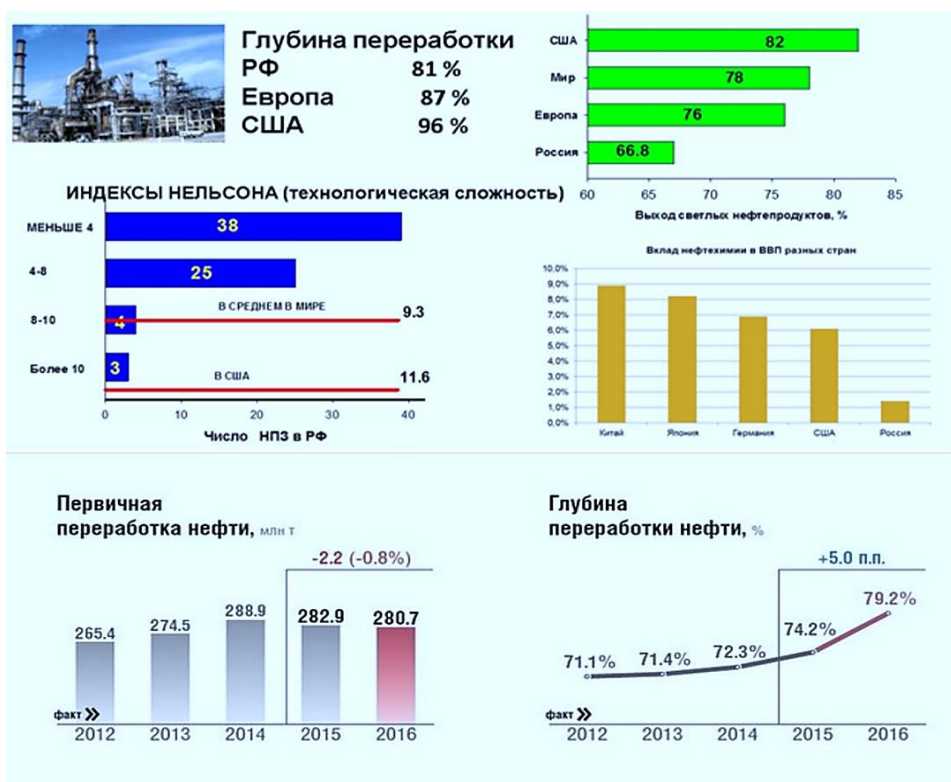 Глубина переработки
РФ 81 %
Европа 87 %
США 96 %
США 82
Мир 78
Европа 76
Россия 66.8
60 65 70 75 80 85
Выход светлых нефтепродуктов, %
ИНДЕКСЫ НЕЛЬСОНА (технологическая сложность)
МЕНЬШЕ 4 38
4-8 25
8-10 4
В СРЕДНЕМ В МИРЕ 9.3
Более 10 3
В США 11.6
0 10 20 30 40
Число НПЗ в РФ
Вклад нефтехимии в ВВП разных стран
10,0%
9,0%
8,0%
7,0%
6,0%
5,0%
4,0%
3,0%
2,0%
1,0%
0,0%
Китай Япония Германия США Россия
Первичная
переработка нефти, млн т
-2.2 (-0.8%)
265.4 274.5 288.9 282.9 280.7
факт
2012 2013 2014 2015 2016
Глубина
переработки нефти, %
+5.0 п.п.
71.1% 71.4% 72.3% 74.2% 79.2%
факт
2012 2013 2014 2015 2016